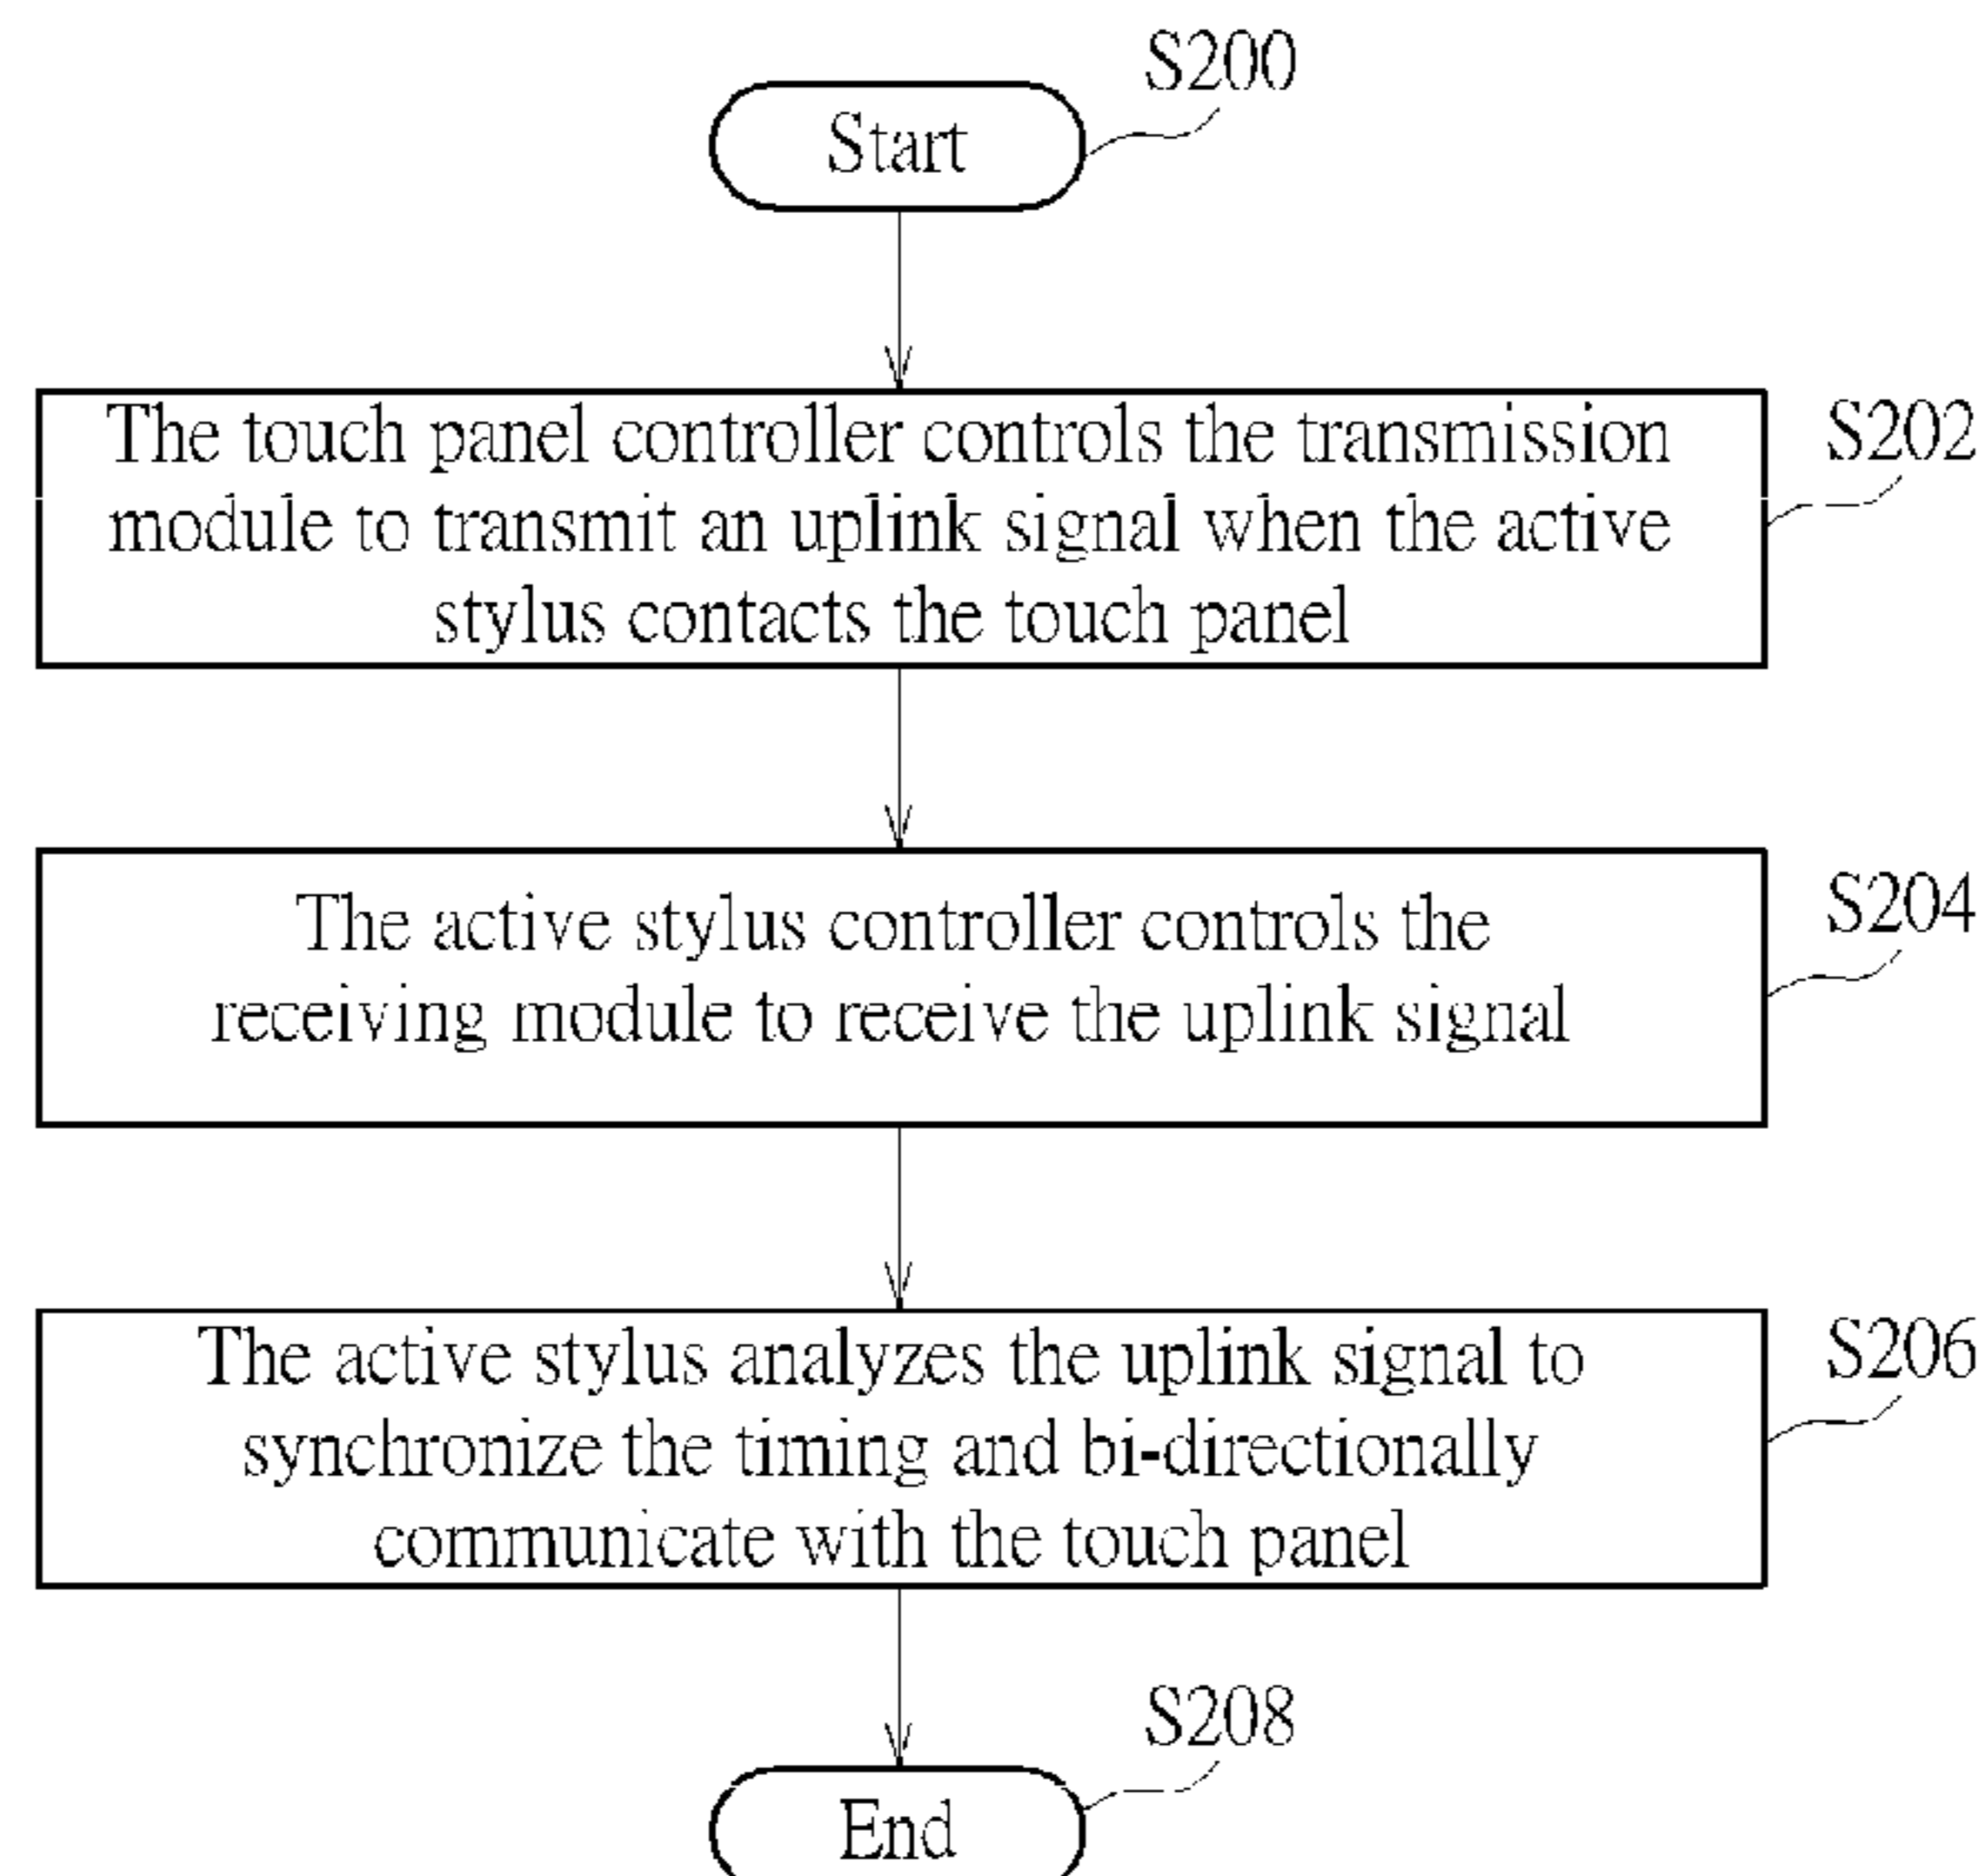 S200
Start
The touch panel controller controls the transmission
module to transmit an uplink signal when the active
stylus contacts the touch panel
S202
The active stylus controller controls the
receiving module to receive the uplink signal
S204
The active stylus analyzes the uplink signal to
synchronize the timing and bi-directionally
communicate with the touch panel
S206
S208
End